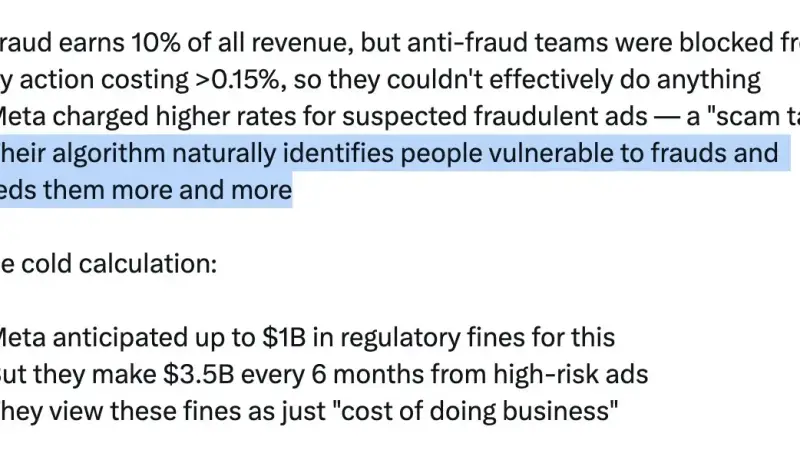 raud earns 10% of all revenue, but anti-fraud teams were blocked fr
y action costing >0.15%, so they couldn't effectively do anything
Meta charged higher rates for suspected fraudulent ads — a "scam ta
heir algorithm naturally identifies people vulnerable to frauds and
eds them more and more
e cold calculation:
Meta anticipated up to $1B in regulatory fines for this
But they make $3.5B every 6 months from high-risk ads
They view these fines as just "cost of doing business"